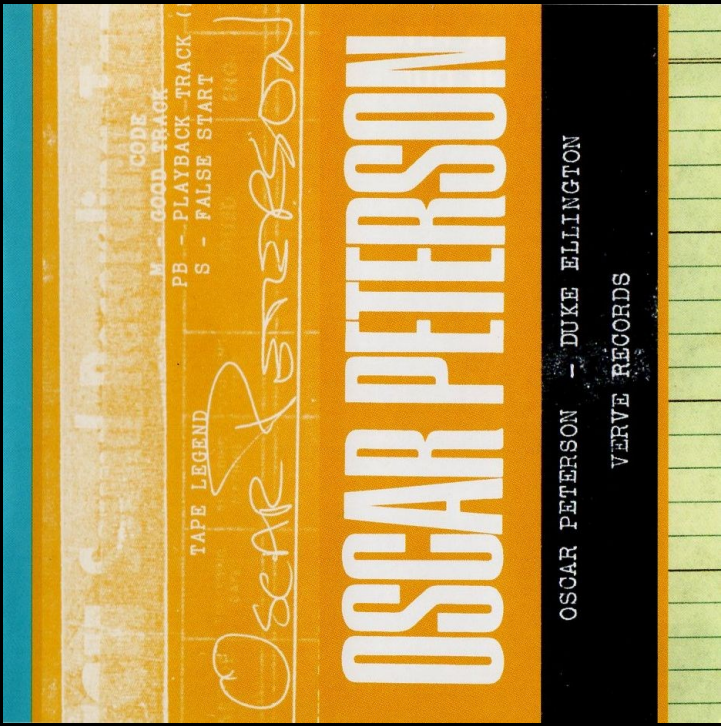 CODE
M - GOOD TRACK
PB - PLAYBACK TRACK (
S - FALSE START
TAPE LEGEND
OSCAR PETERSON
OSCAR PETERSON
OSCAR PETERSON - DUKE ELLINGTON
VERVE RECORDS